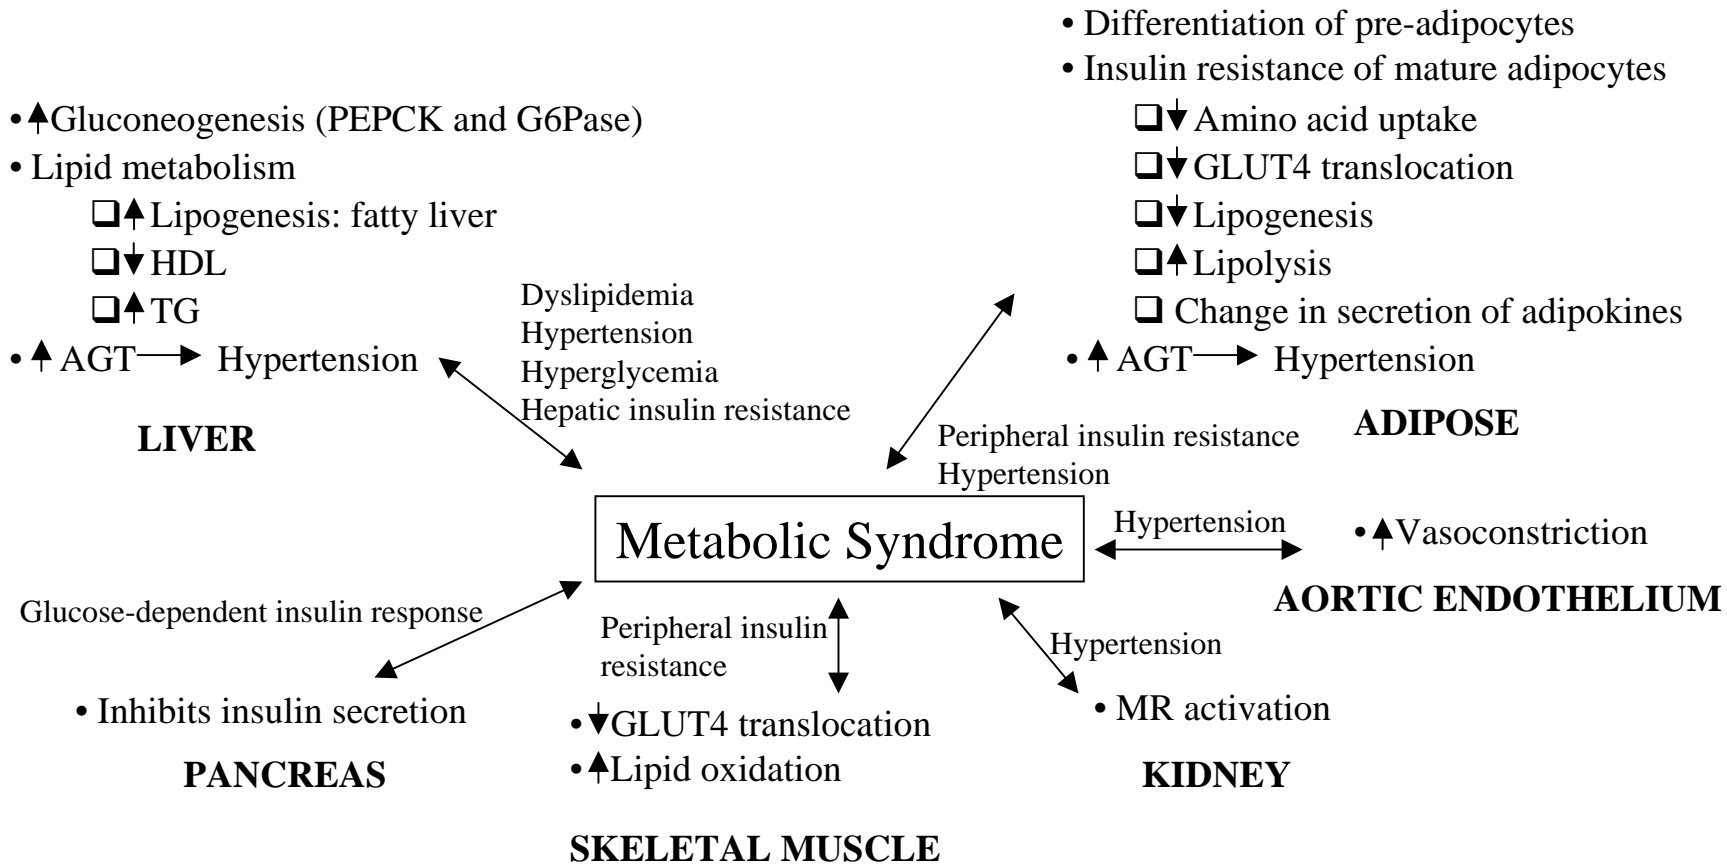 • Differentiation of pre-adipocytes
• Insulin resistance of mature adipocytes
❑↓ Amino acid uptake
❑↓ GLUT4 translocation
❑↓ Lipogenesis
❑↑ Lipolysis
❑ Change in secretion of adipokines
• ↑ AGT → Hypertension
ADIPOSE
• ↑Gluconeogenesis (PEPCK and G6Pase)
• Lipid metabolism
❑↑ Lipogenesis: fatty liver
❑↓ HDL
❑↑ TG
• ↑ AGT → Hypertension
LIVER
Dyslipidemia
Hypertension
Hyperglycemia
Hepatic insulin resistance
Peripheral insulin resistance
Hypertension
Metabolic Syndrome
Hypertension
• ↑Vasoconstriction
AORTIC ENDOTHELIUM
Glucose-dependent insulin response
• Inhibits insulin secretion
PANCREAS
Peripheral insulin
resistance
• ↓GLUT4 translocation
• ↑Lipid oxidation
SKELETAL MUSCLE
Hypertension
• MR activation
KIDNEY